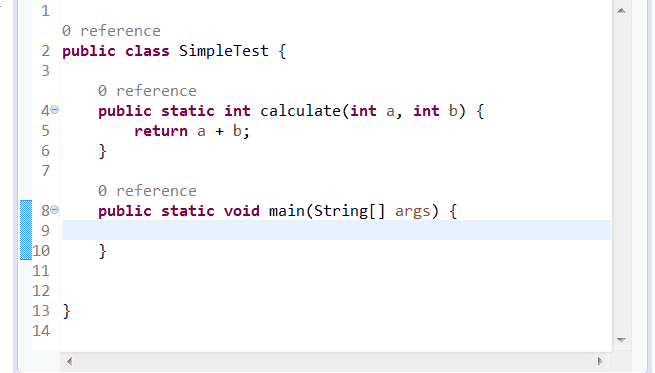 1
0 reference
2 public class SimpleTest {
3
0 reference
4 public static int calculate(int a, int b) {
5 return a + b;
6 }
7
0 reference
8 public static void main(String[] args) {
9
10 }
11
12
13 }
14